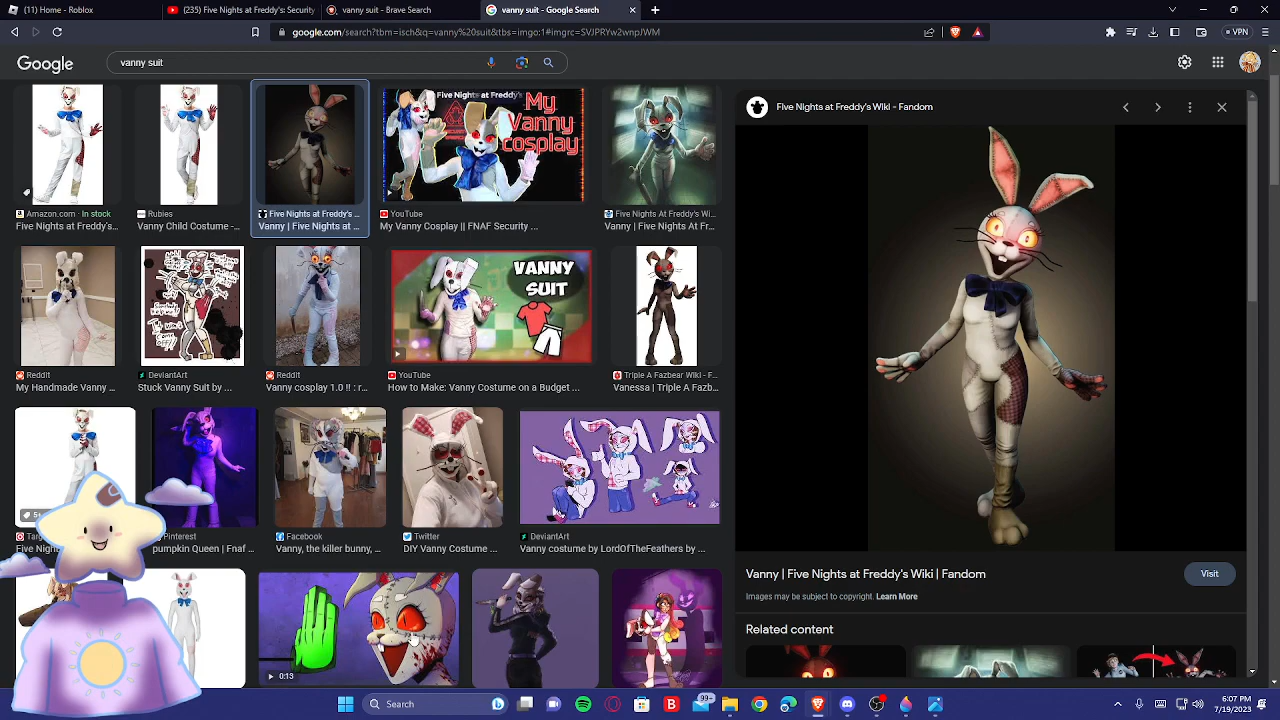 (11) Home - Roblox
(235) Five Nights at Freddy's Security
vanny suit - Brave Search
vanny suit - Google Search
google.com/search?tbm=isch&q=vanny%20suit&tbs=imgo:1#imgrc=SVJPRYw2wnpJWM
VPN
Google
vanny suit
Amazon.com · In stock
Five Nights at Freddy's...
Rubies
Vanny Child Costume -...
Five Nights at Freddy's ...
Vanny | Five Nights at ...
Five Nights at Freddy's
My
Vanny
cosplay
YouTube
My Vanny Cosplay || FNAF Security ...
Five Nights At Freddy's Wi...
Vanny | Five Nights At Fr...
Reddit
My Handmade Vanny ...
DeviantArt
Stuck Vanny Suit by ...
Reddit
Vanny cosplay 1.0 !! : r...
VANNY
SUIT
YouTube
How to Make: Vanny Costume on a Budget ...
Triple A Fazbear Wiki - F...
Vanessa | Triple A Fazb...
5+
Targ
Five Night
Pinterest
pumpkin Queen | Fnaf ...
Facebook
Vanny, the killer bunny, ...
Twitter
DIY Vanny Costume ...
DeviantArt
Vanny costume by LordOfTheFeathers by ...
0:13
Five Nights at Freddy's Wiki - Fandom
Vanny | Five Nights at Freddy's Wiki | Fandom
Visit
Images may be subject to copyright. Learn More
Related content
Search
99+
6:07 PM
7/19/2023